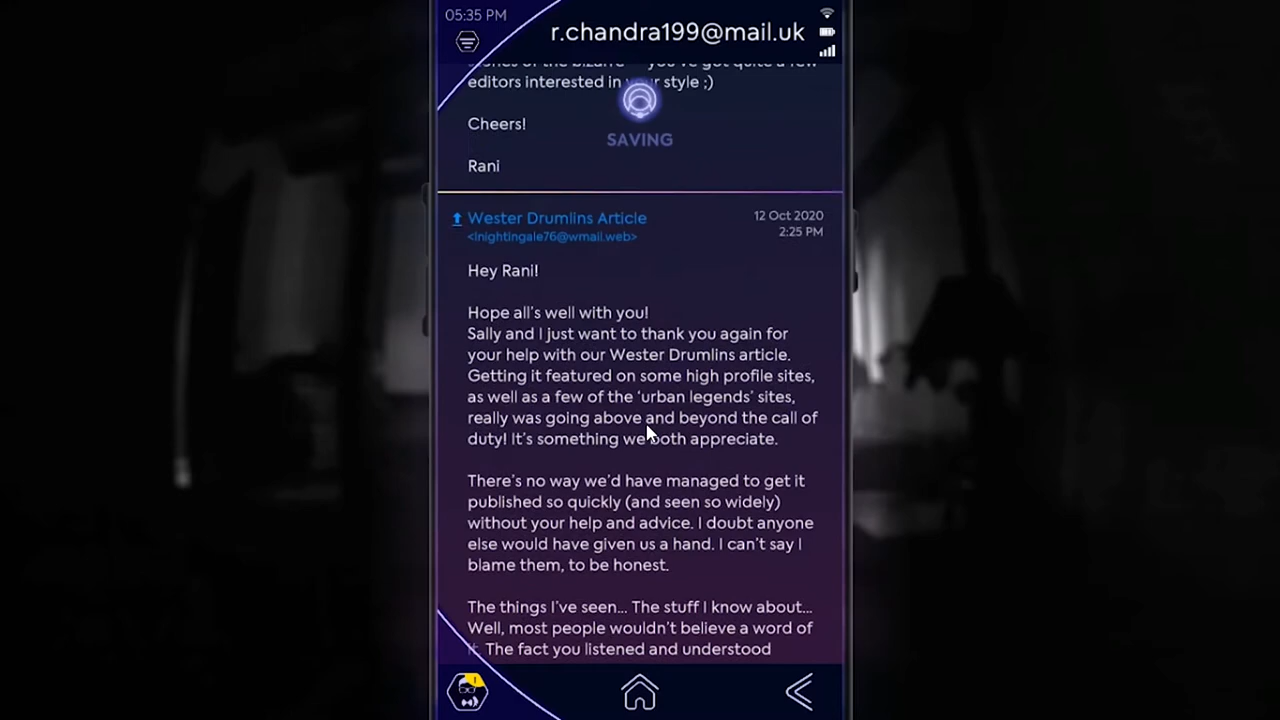 05:35 PM
r.chandra199@mail.uk
editors interested in your style ;)
SAVING
Cheers!
Rani
Wester Drumlins Article
12 Oct 2020
<lnightingale76@wmail.web>
2:25 PM
Hey Rani!
Hope all's well with you!
Sally and I just want to thank you again for
your help with our Wester Drumlins article.
Getting it featured on some high profile sites,
as well as a few of the 'urban legends' sites,
really was going above and beyond the call of
duty! It's something we both appreciate.
There's no way we'd have managed to get it
published so quickly (and seen so widely)
without your help and advice. I doubt anyone
else would have given us a hand. I can't say I
blame them, to be honest.
The things I've seen... The stuff I know about...
Well, most people wouldn't believe a word of
it. The fact you listened and understood